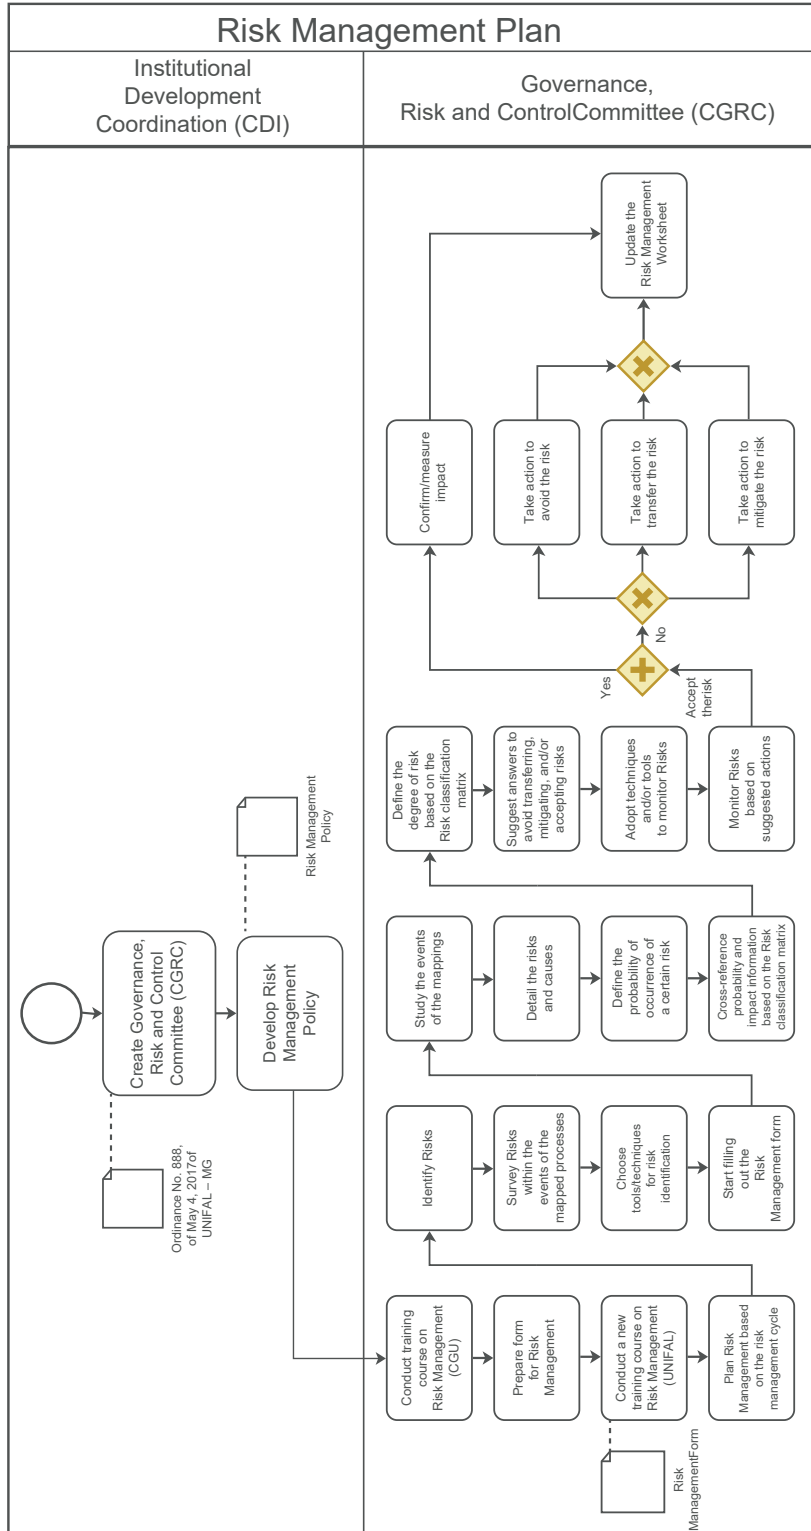 Risk Management Plan
Institutional
Development
Coordination (CDI)
Governance,
Risk and ControlCommittee (CGRC)
Create Governance,
Risk and Control
Committee (CGRC)
Ordinance No. 888,
of May 4, 2017of
UNIFAL – MG
Develop Risk
Management
Policy
Risk Management
Policy
Conduct training
course on
Risk Management
(CGU)
Prepare form
for Risk
Management
Conduct a new
training course on
Risk Management
(UNIFAL)
Risk
ManagementForm
Plan Risk
Management based
on the risk
management cycle
Identify Risks
Survey Risks
within the
events of the
mapped processes
Choose
tools/techniques
for risk
identification
Start filling
out the
Risk
Management form
Study the events
of the mappings
Detail the risks
and causes
Define the
probability of
occurrence of
a certain risk
Cross-reference
probability and
impact information
based on the Risk
classification matrix
Define the
degree of risk
based on the
Risk classification
matrix
Suggest answers to
avoid transferring,
mitigating, and/or
accepting risks
Adopt techniques
and/or tools
to monitor Risks
Monitor Risks
based on
suggested actions
Accept
therisk
Yes
No
Confirm/measure
impact
Take action to
avoid the risk
Take action to
transfer the risk
Take action to
mitigate the risk
Update the
Risk Management
Worksheet